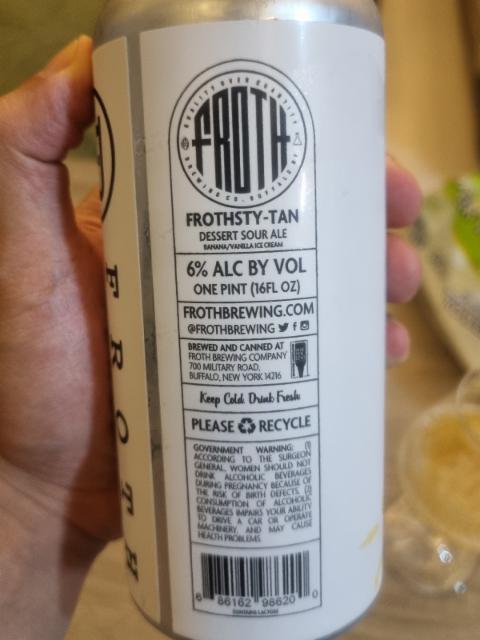 QUALITY OVER QUANTITY
FROTH
BREWING CO. BUFFALO, NY
FROTHSTY-TAN
DESSERT SOUR ALE
BANANA/VANILLA ICE CREAM
6% ALC BY VOL
ONE PINT (16FL OZ)
FROTHBREWING.COM
@FROTHBREWING
BREWED AND CANNED AT
FROTH BREWING COMPANY
700 MILITARY ROAD,
BUFFALO, NEW YORK 14216
Keep Cold Drink Fresh
PLEASE RECYCLE
GOVERNMENT WARNING: (1)
ACCORDING TO THE SURGEON
GENERAL, WOMEN SHOULD NOT
DRINK ALCOHOLIC BEVERAGES
DURING PREGNANCY BECAUSE OF
THE RISK OF BIRTH DEFECTS. (2)
CONSUMPTION OF ALCOHOLIC
BEVERAGES IMPAIRS YOUR ABILITY
TO DRIVE A CAR OR OPERATE
MACHINERY, AND MAY CAUSE
HEALTH PROBLEMS.
6 86162 98620 0
CONTAINS LACTOSE
FROTH